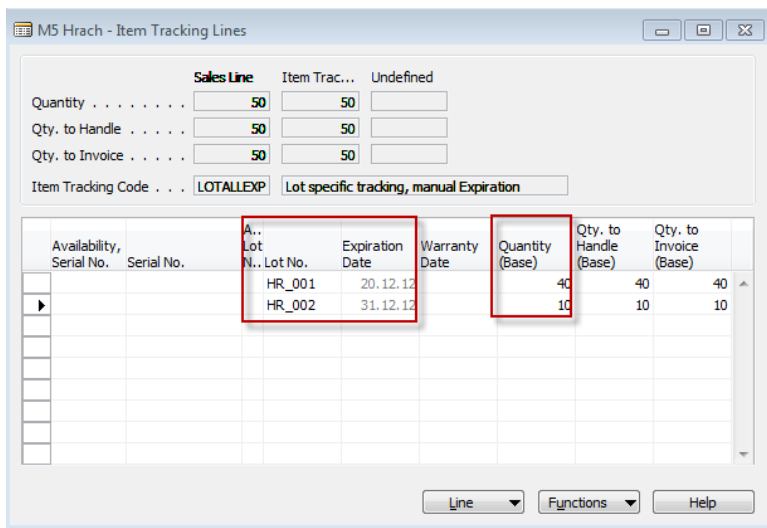 M5 Hrach - Item Tracking Lines
Sales Line Item Trac... Undefined
Quantity . . . . . . . . 50 50
Qty. to Handle . . . . . 50 50
Qty. to Invoice . . . . . 50 50
Item Tracking Code . . . LOTALLEXP Lot specific tracking, manual Expiration
Availability, Serial No. Serial No. A.. Lot N.. Lot No. Expiration Date Warranty Date Quantity (Base) Qty. to Handle (Base) Qty. to Invoice (Base)
HR_001 20.12.12 40 40 40
HR_002 31.12.12 10 10 10
Line Functions Help